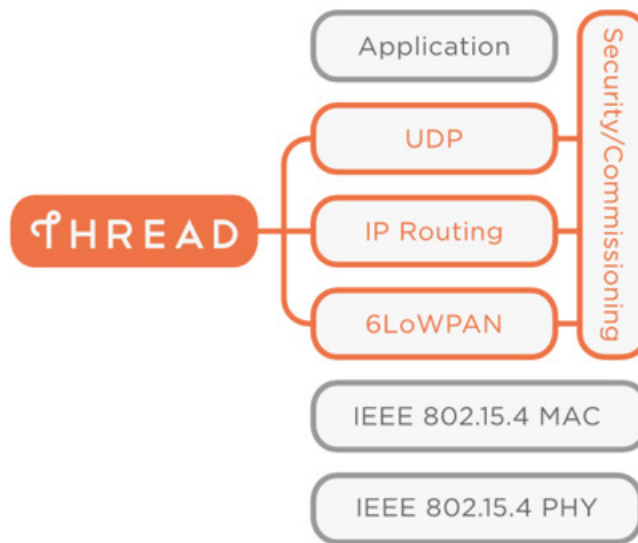 Application
Security/Commissioning
UDP
THREAD
IP Routing
6LoWPAN
IEEE 802.15.4 MAC
IEEE 802.15.4 PHY